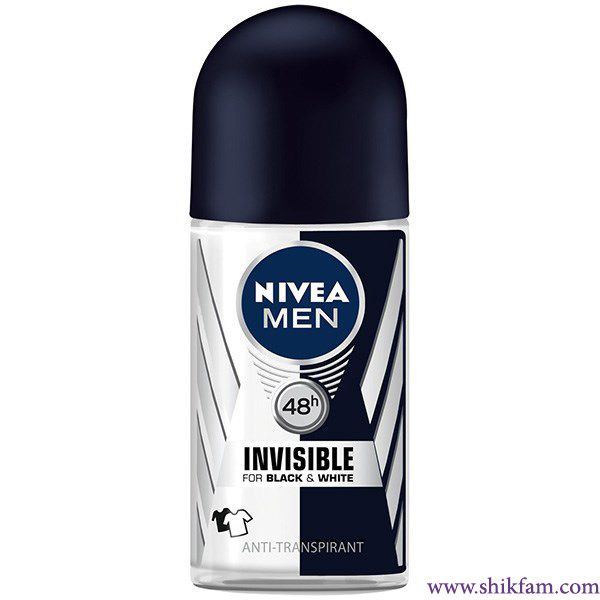 NIVEA
MEN
48h
INVISIBLE
FOR BLACK & WHITE
ANTI-TRANSPIRANT
www.shikfam.com